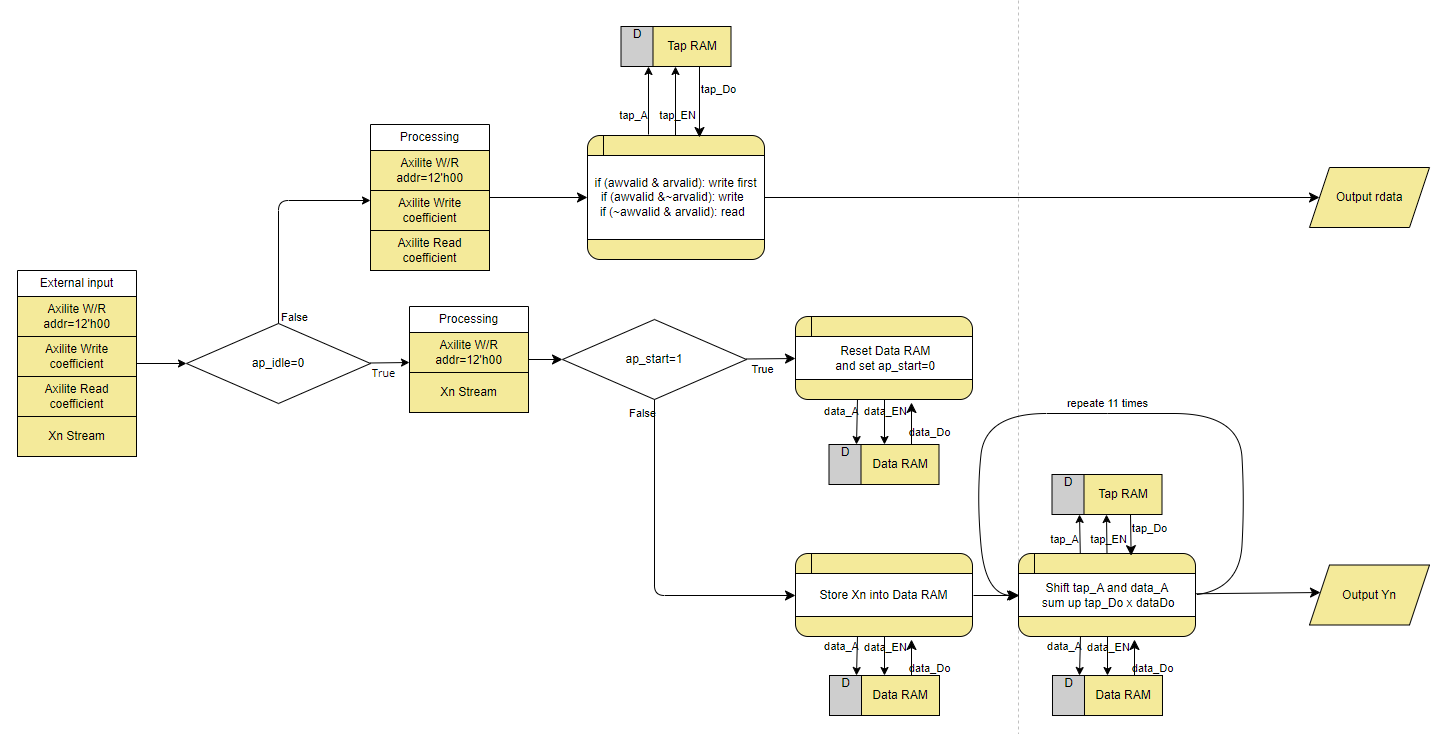 D
Tap RAM
tap_A
tap_EN
tap_Do
Processing
Axilite W/R
addr=12'h00
Axilite Write
coefficient
Axilite Read
coefficient
if (awvalid & arvalid): write first
if (awvalid &~arvalid): write
if (~awvalid & arvalid): read
Output rdata
External input
Axilite W/R
addr=12'h00
Axilite Write
coefficient
Axilite Read
coefficient
Xn Stream
ap_idle=0
False
True
Processing
Axilite W/R
addr=12'h00
Xn Stream
ap_start=1
True
False
Reset Data RAM
and set ap_start=0
data_A
data_EN
data_Do
D
Data RAM
repeate 11 times
D
Tap RAM
tap_A
tap_EN
tap_Do
Store Xn into Data RAM
data_A
data_EN
data_Do
D
Data RAM
Shift tap_A and data_A
sum up tap_Do x dataDo
data_A
data_EN
data_Do
D
Data RAM
Output Yn